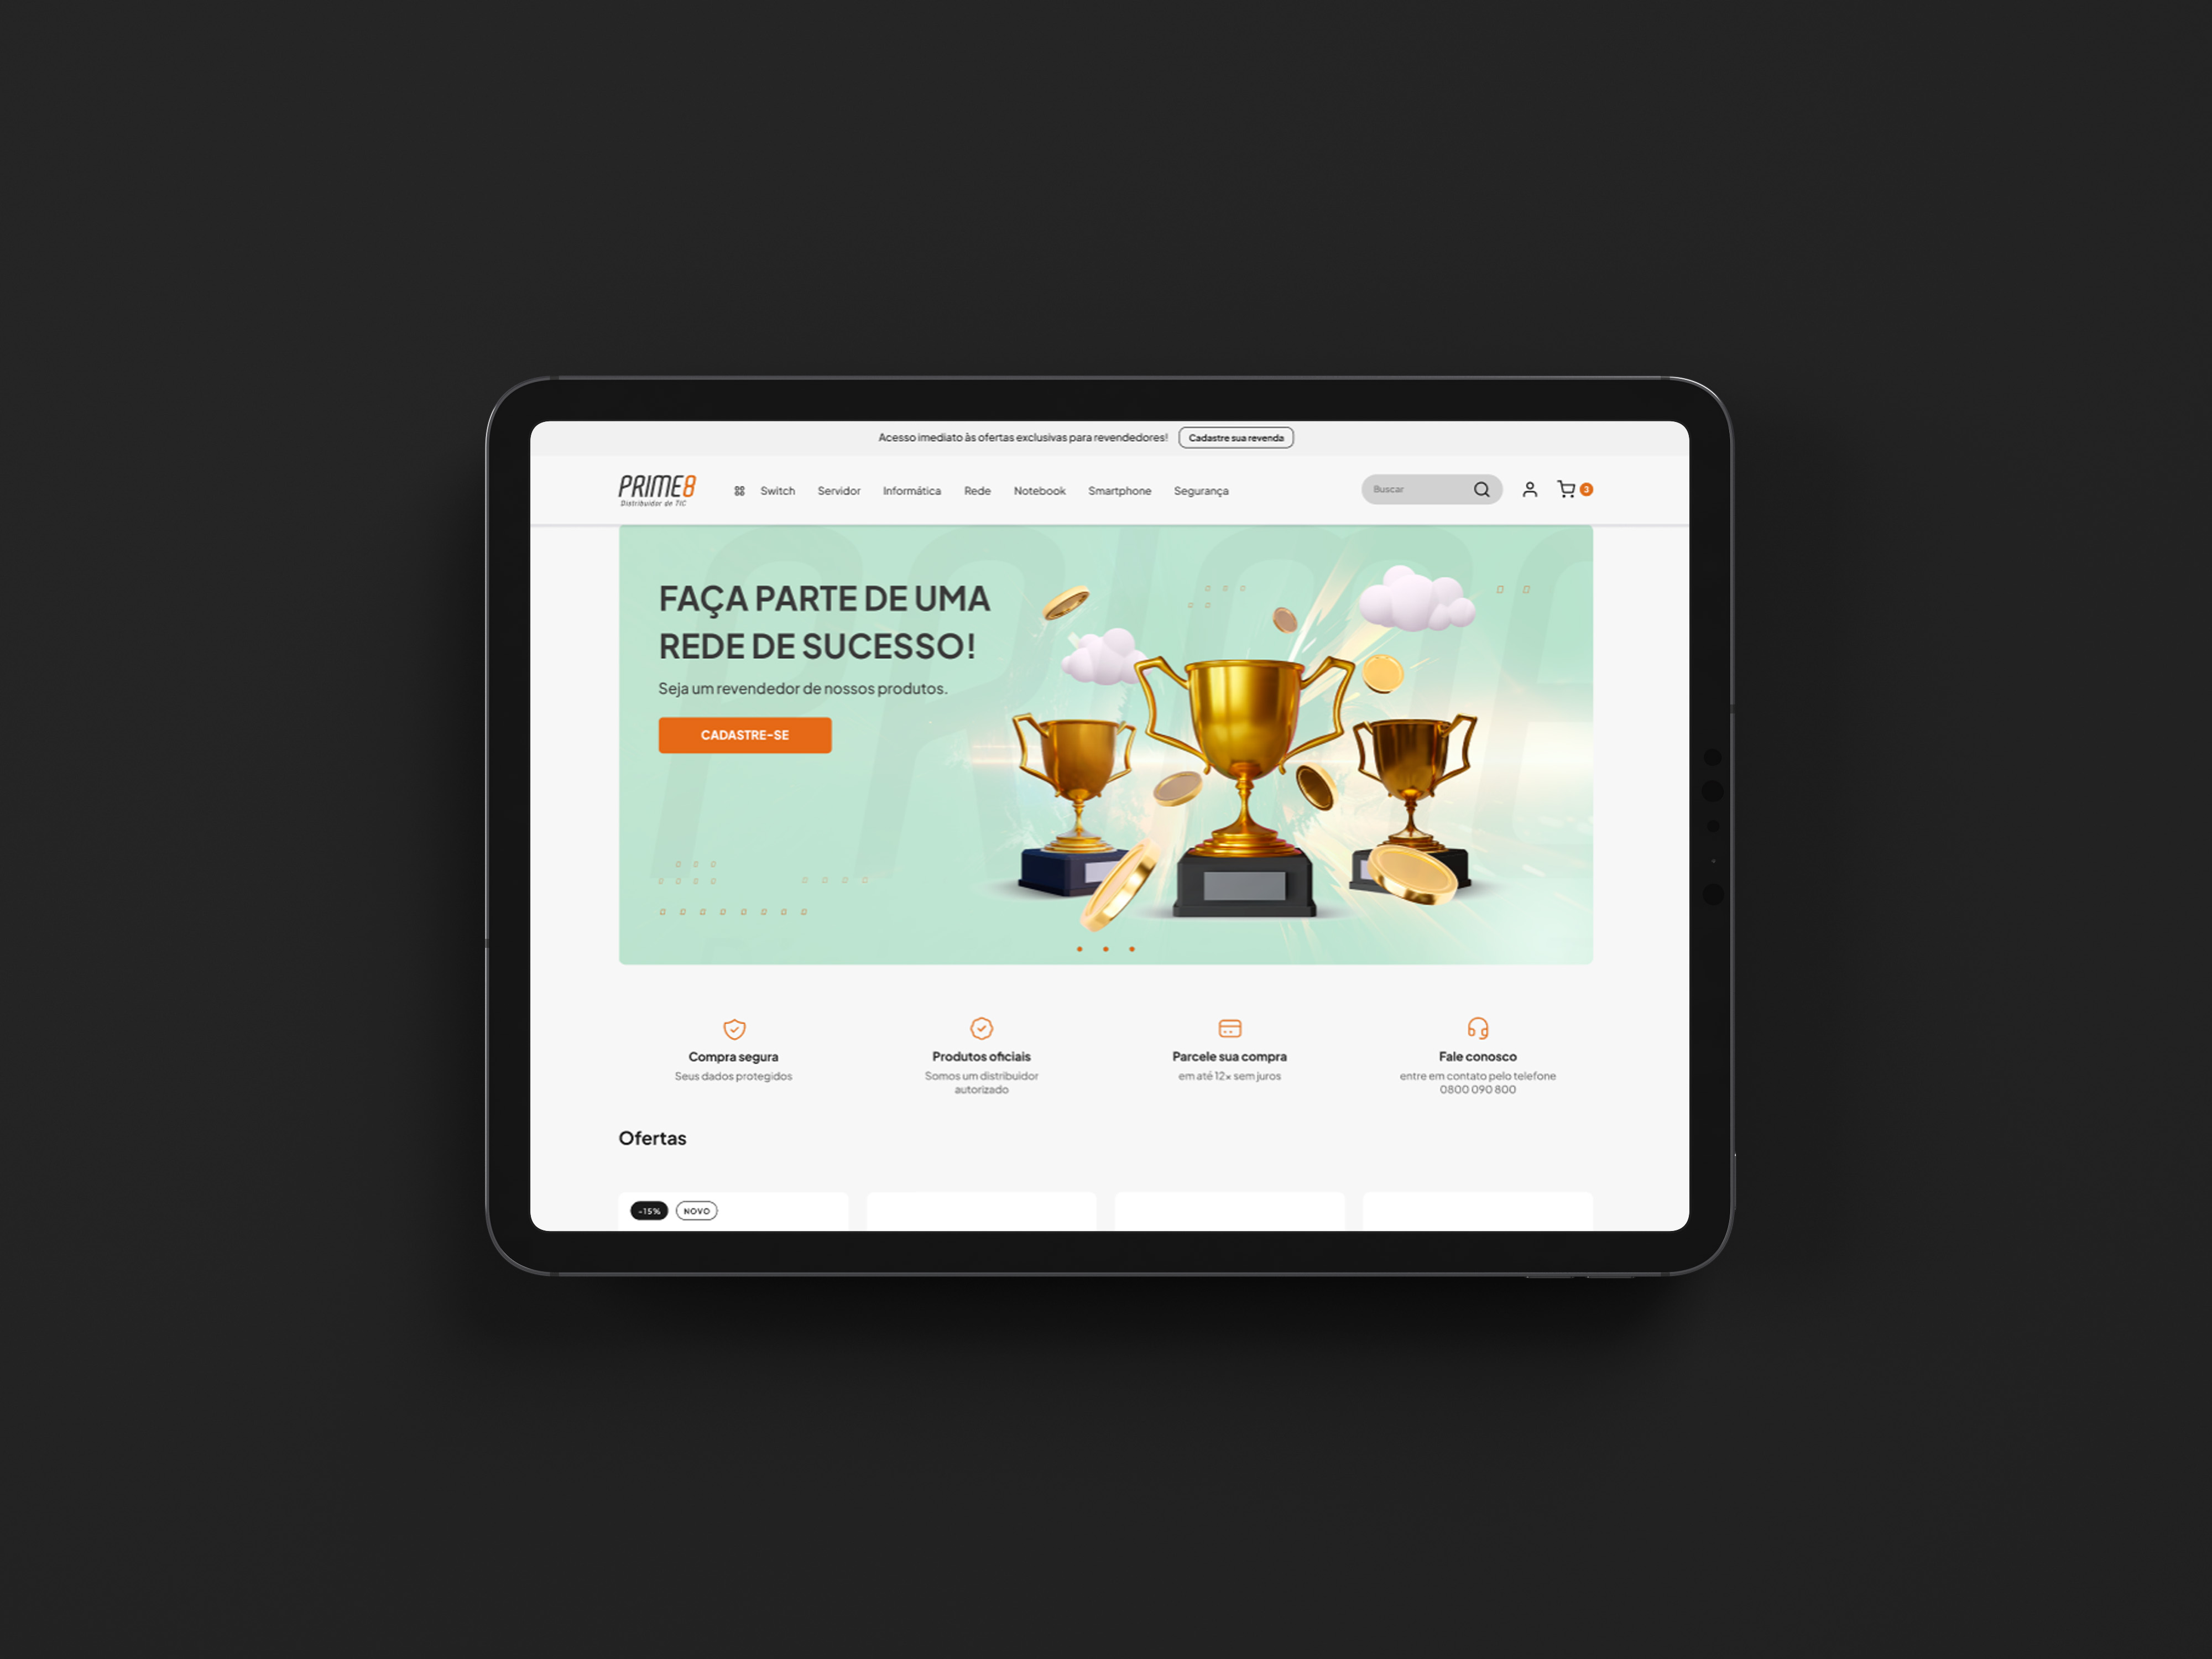 Acesso imediato às ofertas exclusivas para revendedores! Cadastre sua revenda
PRIME8
Distribuidor de TIC
Switch Servidor Informática Rede Notebook Smartphone Segurança
Buscar
3
FAÇA PARTE DE UMA
REDE DE SUCESSO!
Seja um revendedor de nossos produtos.
CADASTRE-SE
Compra segura
Seus dados protegidos
Produtos oficiais
Somos um distribuidor
autorizado
Parcele sua compra
em até 12x sem juros
Fale conosco
entre em contato pelo telefone
0800 090 800
Ofertas
-15% NOVO